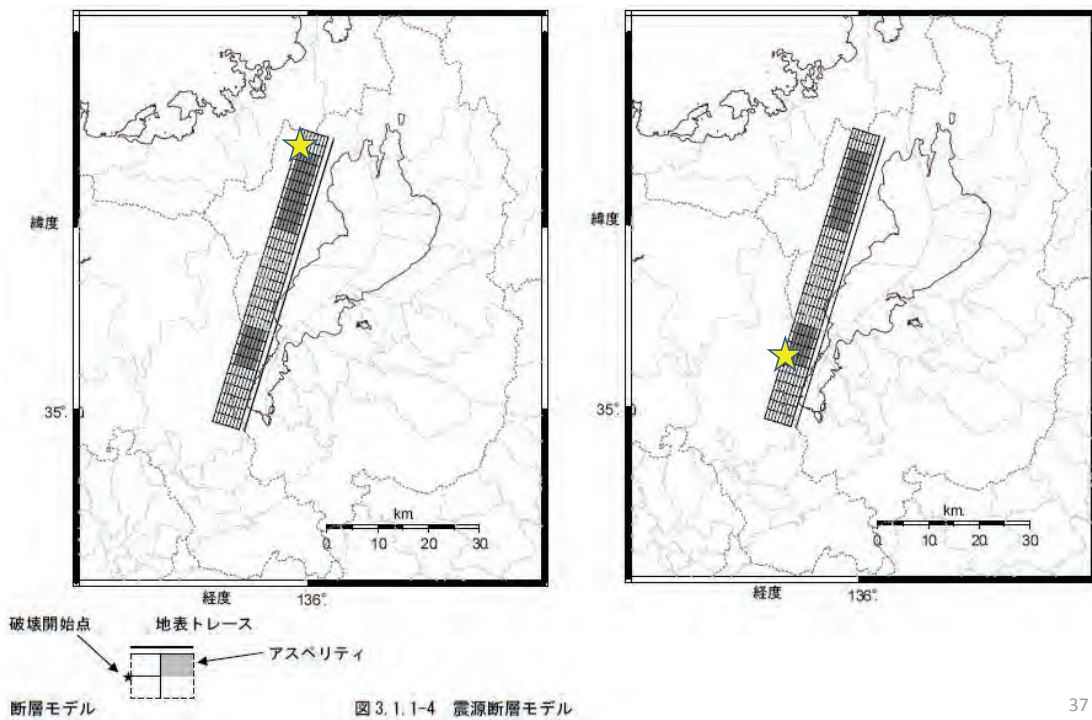 緯度
35°.
km.
0. 10. 20. 30.
経度
136°.
緯度
35°.
km.
0. 10. 20. 30.
経度
136°.
破壊開始点
地表トレース
アスペリティ
断層モデル
図3.1.1-4 震源断層モデル
37